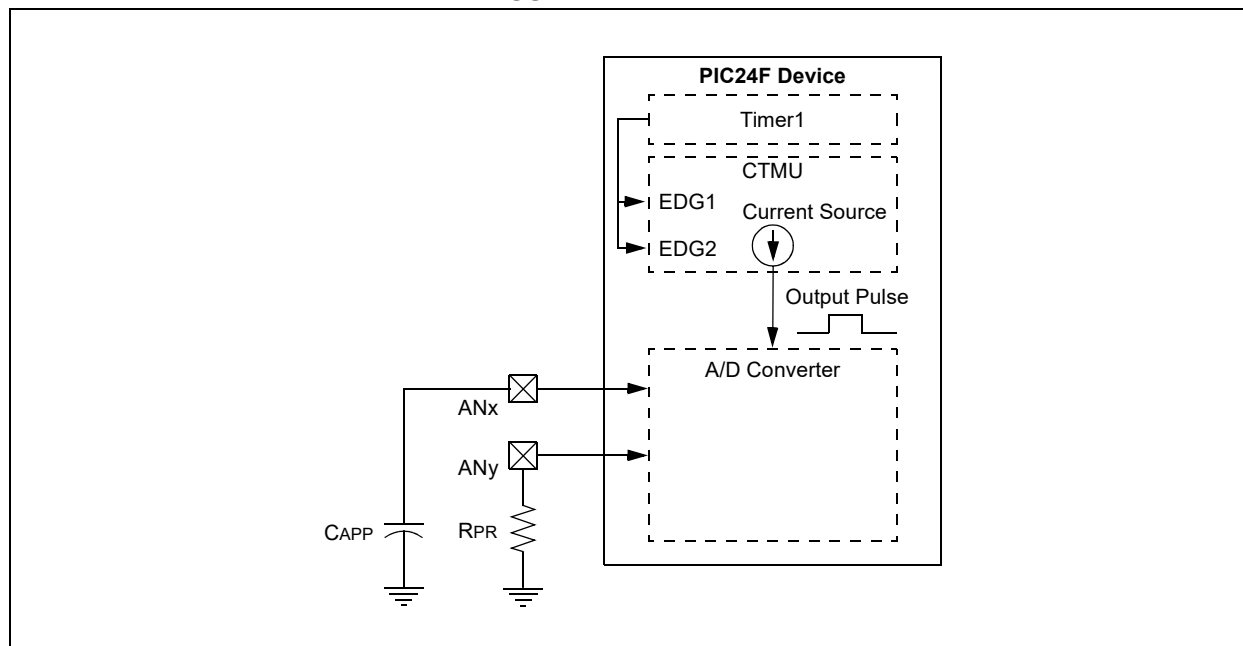 PIC24F Device
Timer1
CTMU
EDG1
Current Source
EDG2
Output Pulse
A/D Converter
ANx
ANy
CAPP
RPR